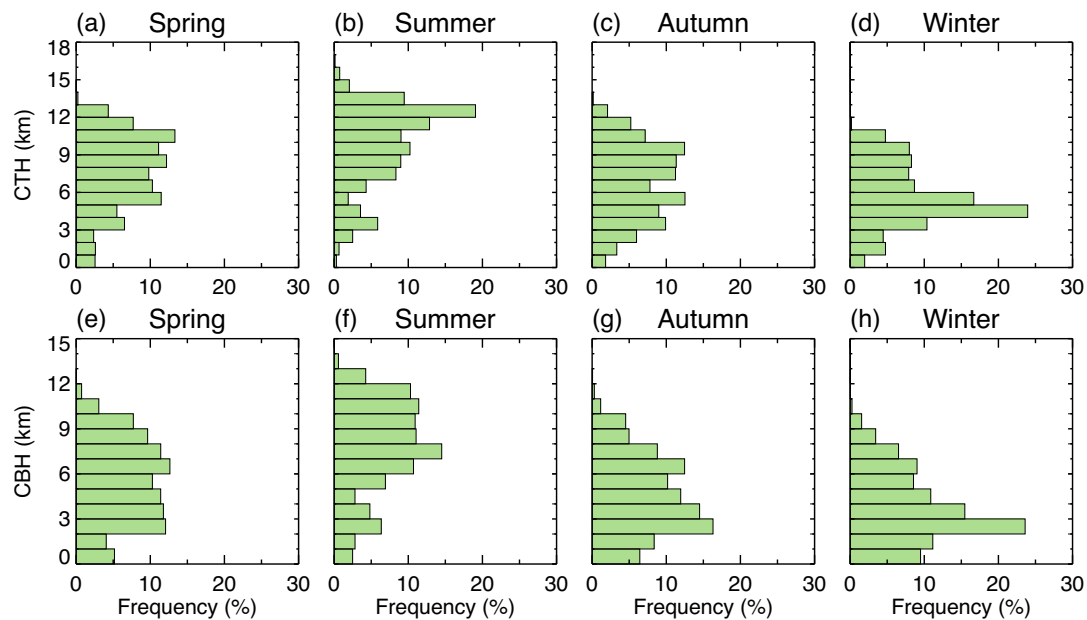 (a) Spring (b) Summer (c) Autumn (d) Winter
18
15
12
9
6
3
0
CTH (km)
0 10 20 30 0 10 20 30 0 10 20 30 0 10 20 30
(e) Spring (f) Summer (g) Autumn (h) Winter
15
12
9
6
3
0
CBH (km)
0 10 20 30 0 10 20 30 0 10 20 30 0 10 20 30
Frequency (%) Frequency (%) Frequency (%) Frequency (%)